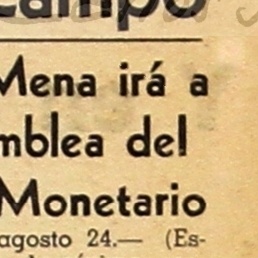 campo
Mena irá a
mblea del
Monetario
agosto 24.— (Es-